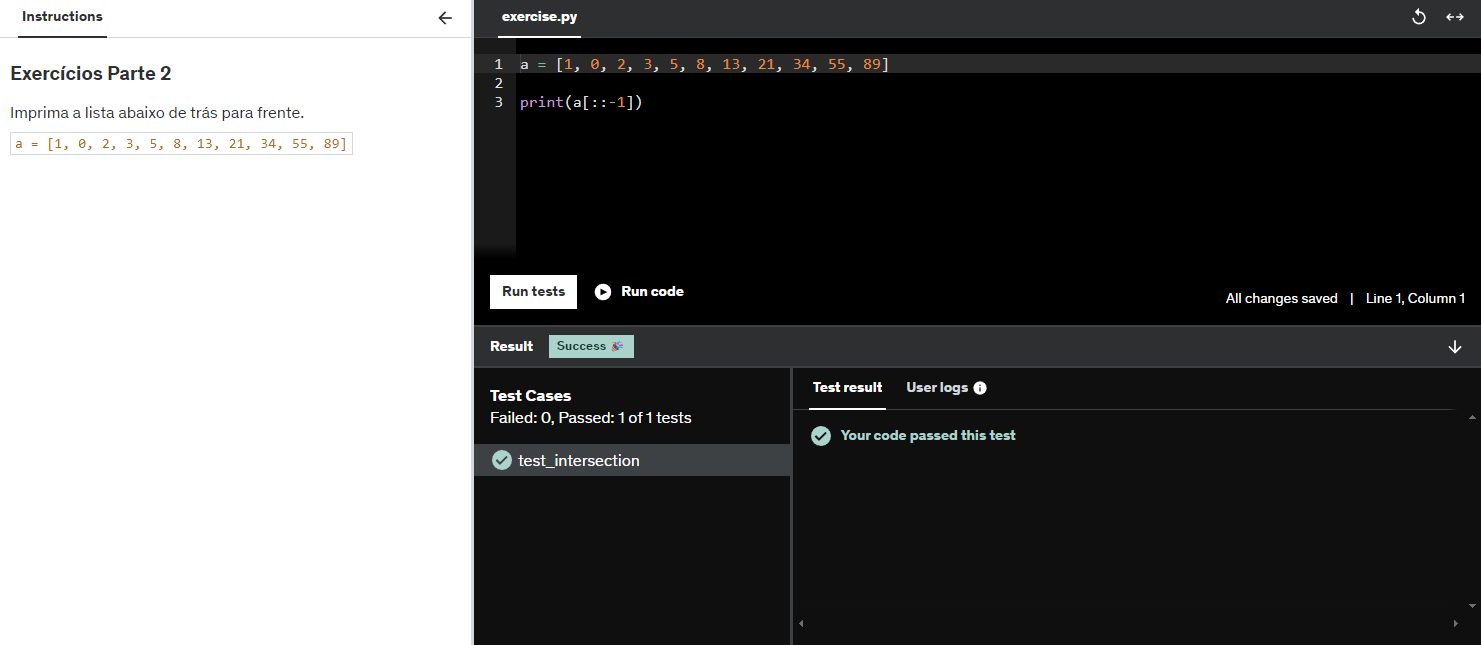 Instructions
Exercícios Parte 2
Imprima a lista abaixo de trás para frente.
a = [1, 0, 2, 3, 5, 8, 13, 21, 34, 55, 89]
exercise.py
1 a = [1, 0, 2, 3, 5, 8, 13, 21, 34, 55, 89]
2
3 print(a[::-1])
Run tests Run code
All changes saved | Line 1, Column 1
Result Success 🎉
Test Cases
Failed: 0, Passed: 1 of 1 tests
test_intersection
Test result User logs
Your code passed this test